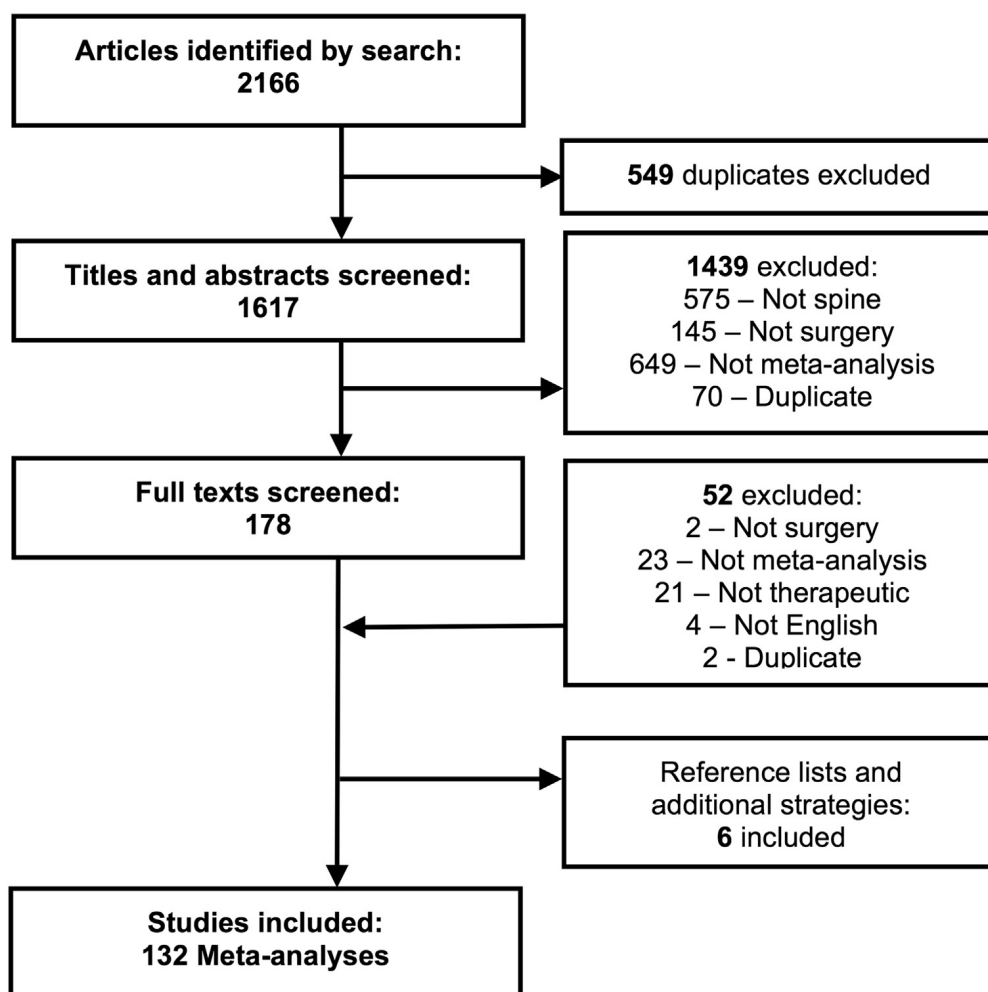 Articles identified by search:
2166
549 duplicates excluded
Titles and abstracts screened:
1617
1439 excluded:
575 – Not spine
145 – Not surgery
649 – Not meta-analysis
70 – Duplicate
Full texts screened:
178
52 excluded:
2 – Not surgery
23 – Not meta-analysis
21 – Not therapeutic
4 – Not English
2 - Duplicate
Reference lists and
additional strategies:
6 included
Studies included:
132 Meta-analyses